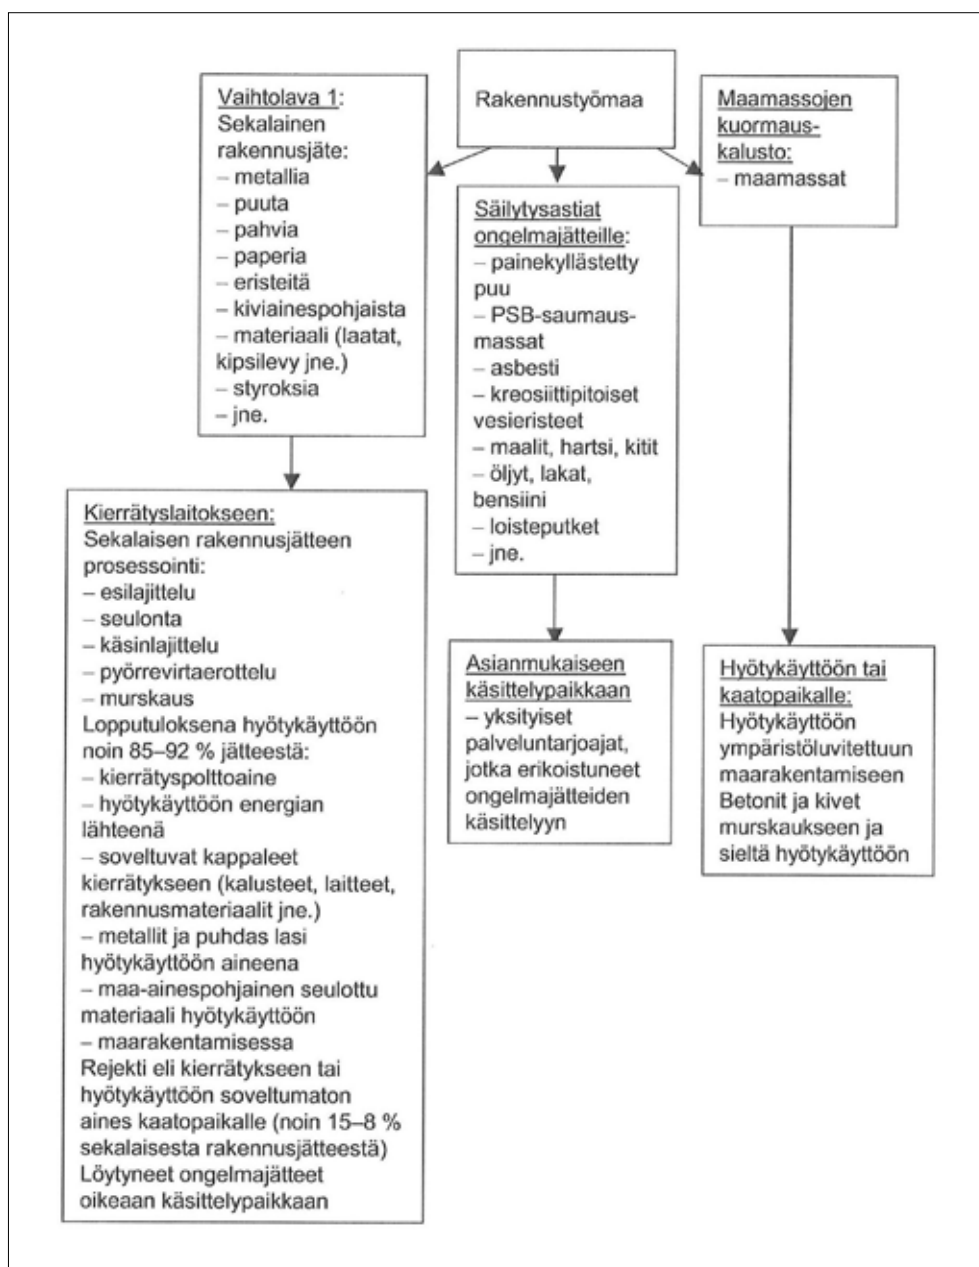 Rakennustyömaa
Vaihtolava 1:
Sekalainen
rakennusjäte:
– metallia
– puuta
– pahvia
– paperia
– eristeitä
– kiviainespohjaista
– materiaali (laatat,
kipsilevy jne.)
– styroksia
– jne.
Kierrätyslaitokseen:
Sekalaisen rakennusjätteen
prosessointi:
– esilajittelu
– seulonta
– käsinlajittelu
– pyörrevirtaerottelu
– murskaus
Lopputuloksena hyötykäyttöön
noin 85–92 % jätteestä:
– kierrätyspolttoaine
– hyötykäyttöön energian
lähteenä
– soveltuvat kappaleet
kierrätykseen (kalusteet, laitteet,
rakennusmateriaalit jne.)
– metallit ja puhdas lasi
hyötykäyttöön aineena
– maa-ainespohjainen seulottu
materiaali hyötykäyttöön
– maarakentamisessa
Rejekti eli kierrätykseen tai
hyötykäyttöön soveltumaton
aines kaatopaikalle (noin 15–8 %
sekalaisesta rakennusjätteestä)
Löytyneet ongelmajätteet
oikeaan käsittelypaikkaan
Säilytysastiat
ongelmajätteille:
– painekyllästetty
puu
– PSB-saumaus-
massat
– asbesti
– kreosiittipitoiset
vesieristeet
– maalit, hartsi, kitit
– öljyt, lakat,
bensiini
– loisteputket
– jne.
Asianmukaiseen
käsittelypaikkaan
– yksityiset
palveluntarjoajat,
jotka erikoistuneet
ongelmajätteiden
käsittelyyn
Maamassojen
kuormaus-
kalusto:
– maamassat
Hyötykäyttöön tai
kaatopaikalle:
Hyötykäyttöön
ympäristöluvitettuun
maarakentamiseen
Betonit ja kivet
murskaukseen ja
sieltä hyötykäyttöön